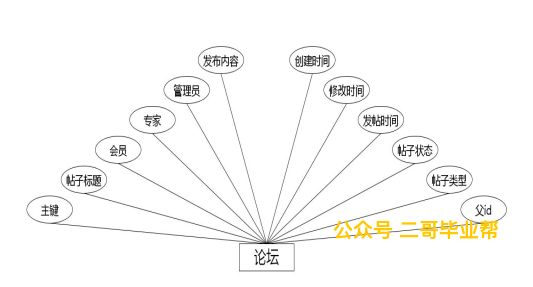 发布内容 创建时间
管理员 修改时间
专家 发帖时间
会员 帖子状态
帖子标题 帖子类型
主键 父id
公众号 二哥毕业帮
论坛